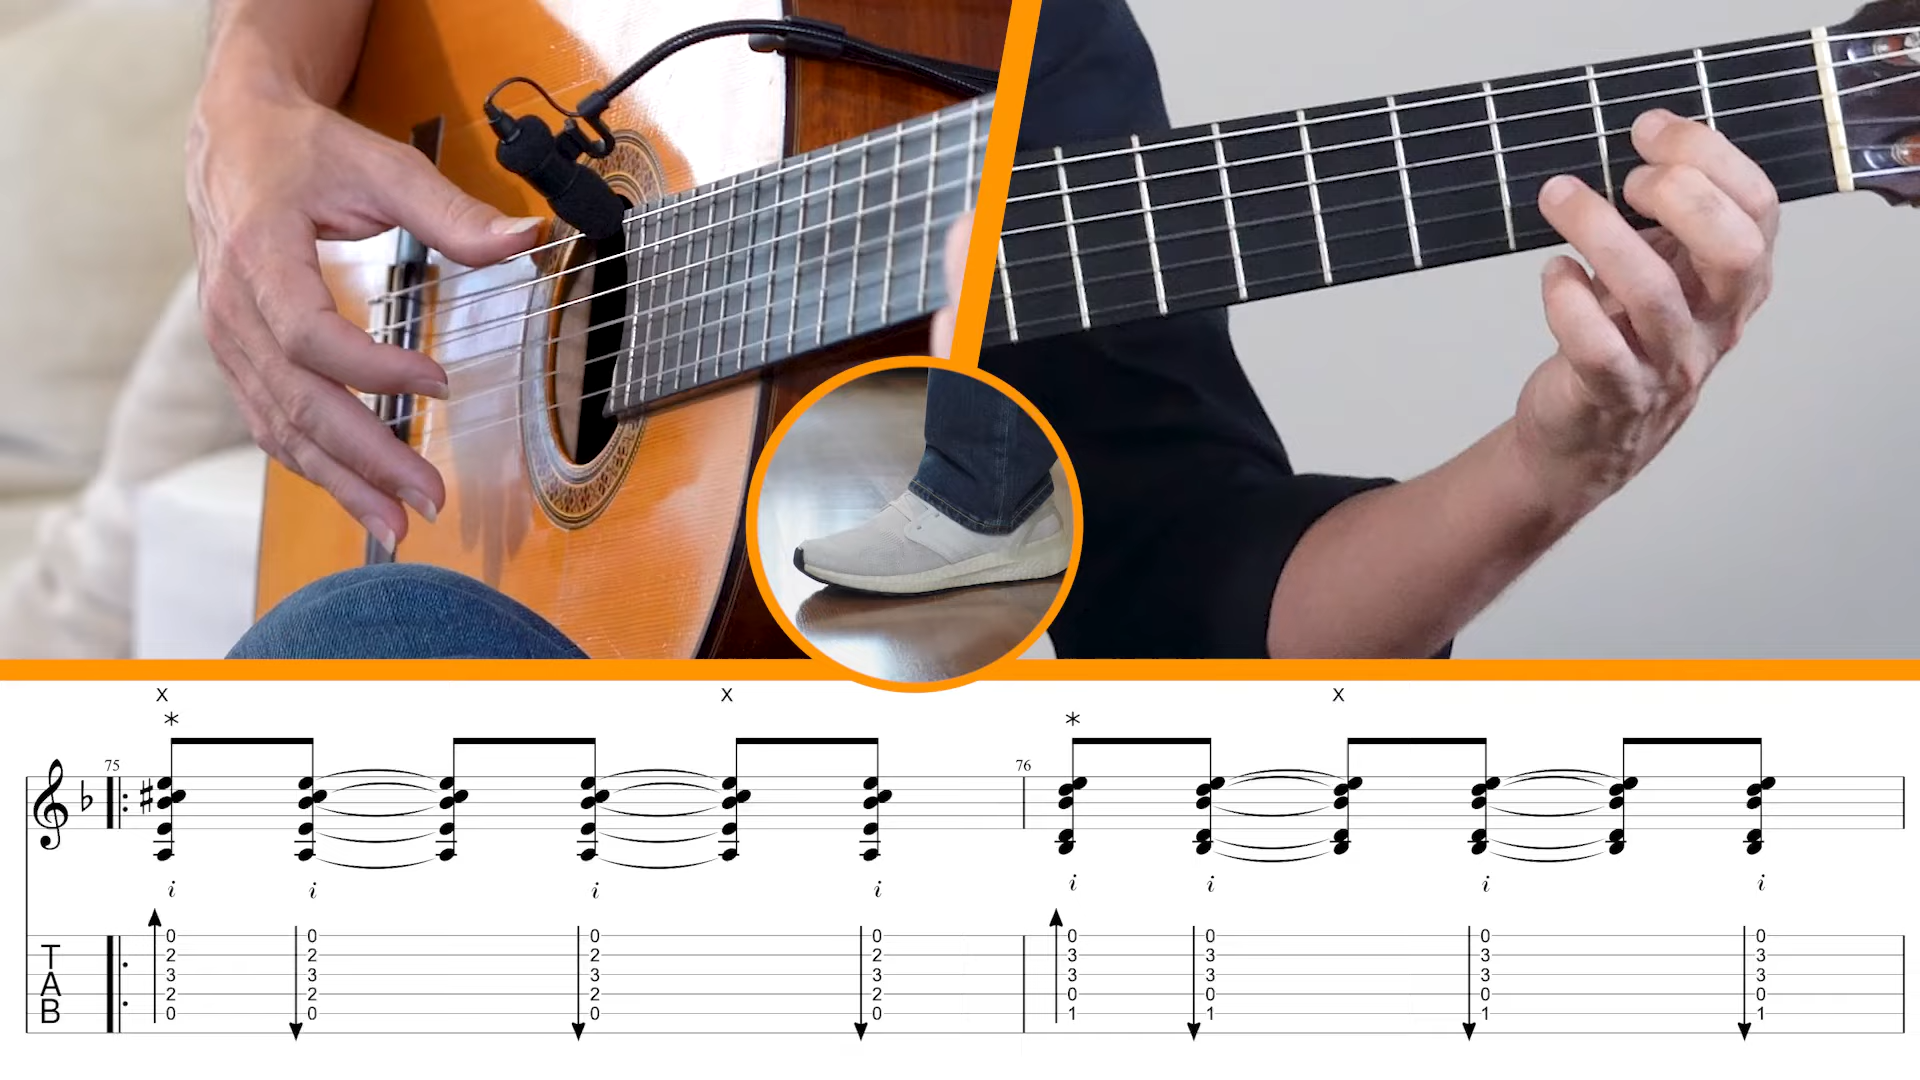 x x x
* *
75 76
i i i i i i i i
T 0 0 0 0 0 0 0 0
A 2 2 2 2 3 3 3 3
B 3 3 3 3 3 3 3 3
2 2 2 2 0 0 0 0
0 0 0 0 1 1 1 1